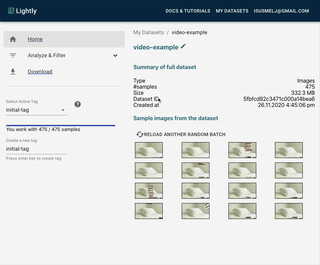 Lightly
DOCS & TUTORIALS MY DATASETS ISUSMELJ@GMAIL.COM
Home
Analyze & Filter
Download
Select Active Tag
initial-tag
You work with 475 / 475 samples
Create a new tag
initial-tag
Press enter key to create tag
My Datasets / video-example
video-example
Summary of full dataset
Type Images
#samples 475
Size 332.3 MB
Dataset ID 5fbfcd82c3471c000a14bea6
Created at 26.11.2020 4:45:06 pm
Sample images from the dataset
RELOAD ANOTHER RANDOM BATCH